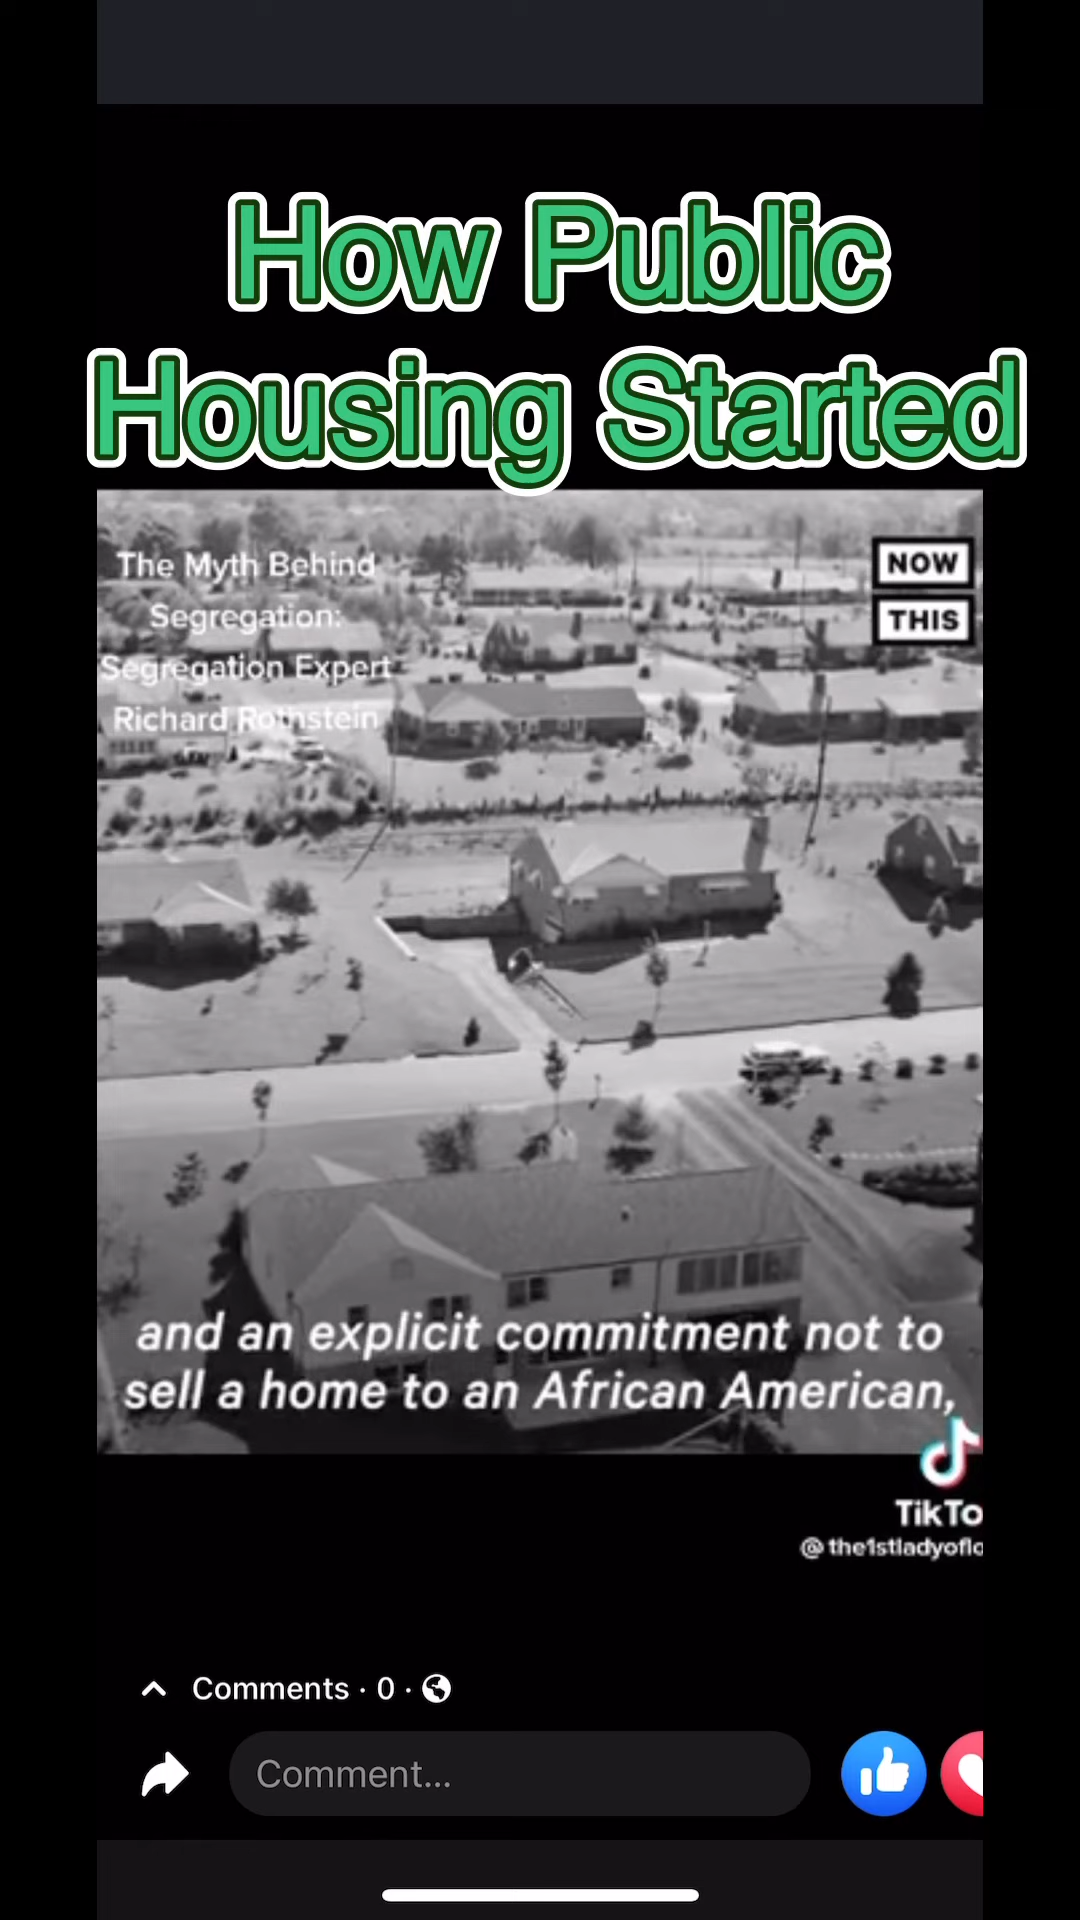 How Public
Housing Started
The Myth Behind
Segregation:
Segregation Expert
Richard Rothstein
NOW
THIS
and an explicit commitment not to
sell a home to an African American,
TikTo
@the1stladyoflo
Comments · 0 ·
Comment...